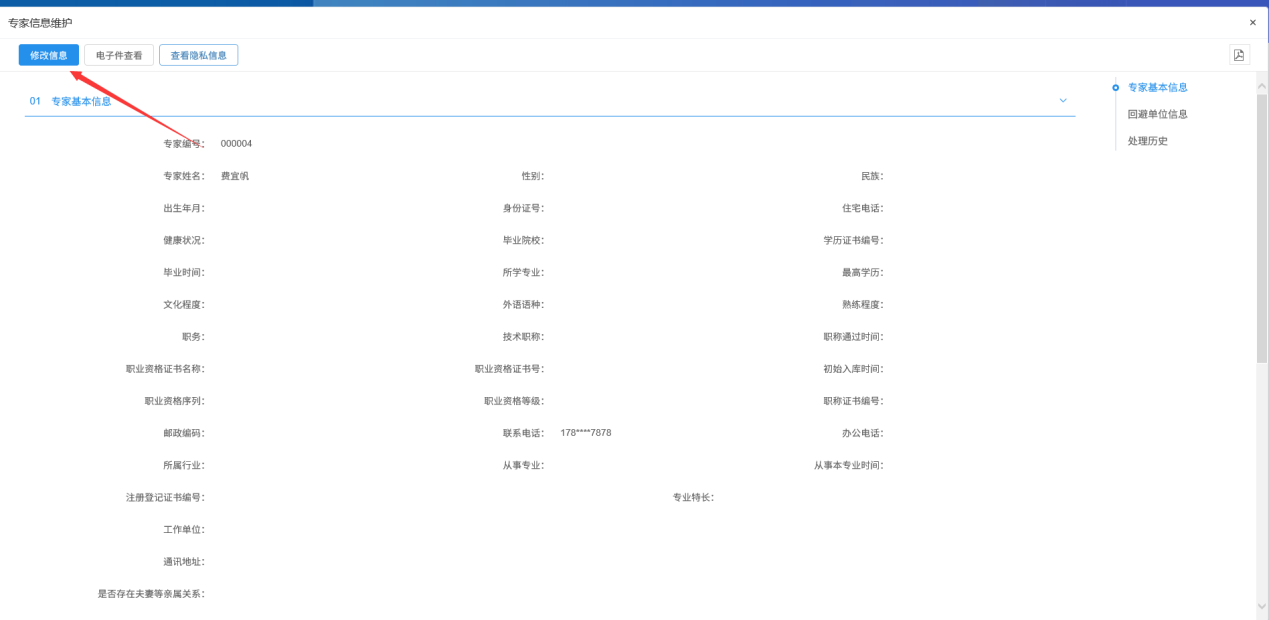 专家信息维护 ×
修改信息 电子件查看 查看隐私信息
01 专家基本信息
专家基本信息
回避单位信息
处理历史
专家编号： 000004
专家姓名： 费宜帆 性别： 民族：
出生年月： 身份证号： 住宅电话：
健康状况： 毕业院校： 学历证书编号：
毕业时间： 所学专业： 最高学历：
文化程度： 外语语种： 熟练程度：
职务： 技术职称： 职称通过时间：
职业资格证书名称： 职业资格证书号： 初始入库时间：
职业资格序列： 职业资格等级： 职称证书编号：
邮政编码： 联系电话： 178****7878 办公电话：
所属行业： 从事专业： 从事本专业时间：
注册登记证书编号： 专业特长：
工作单位：
通讯地址：
是否存在夫妻等亲属关系：